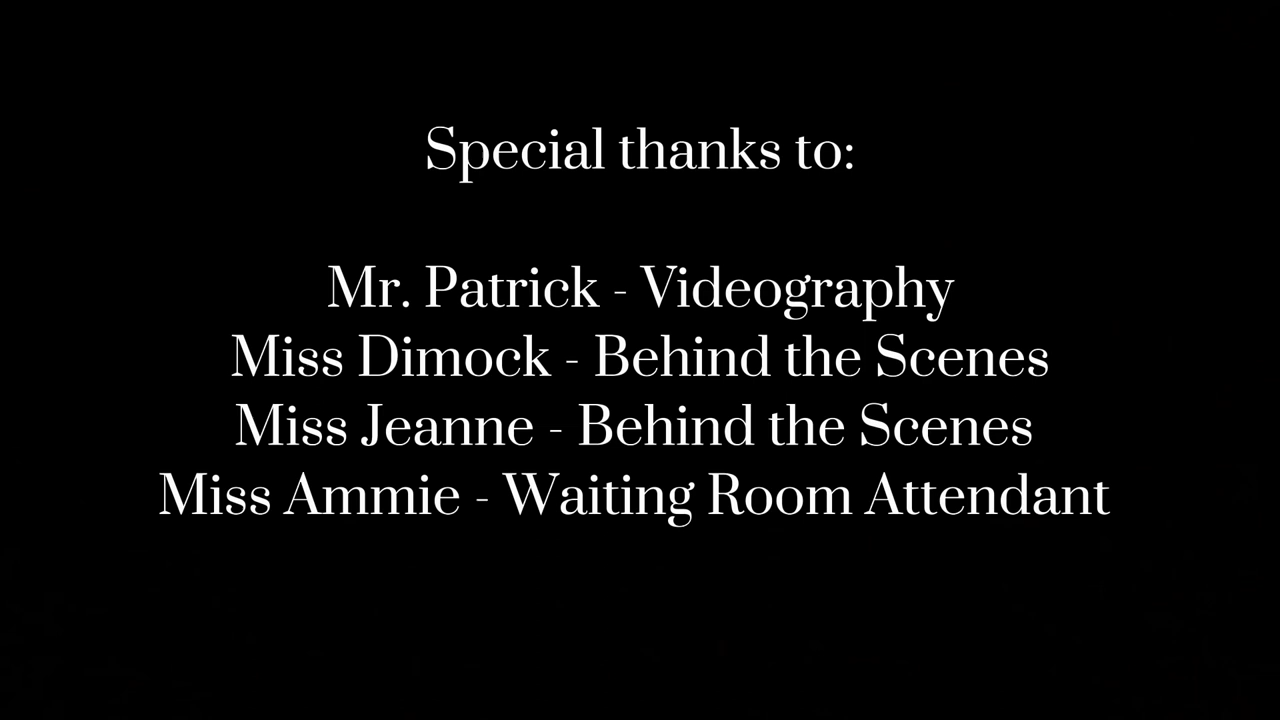 Special thanks to:
Mr. Patrick - Videography
Miss Dimock - Behind the Scenes
Miss Jeanne - Behind the Scenes
Miss Ammie - Waiting Room Attendant